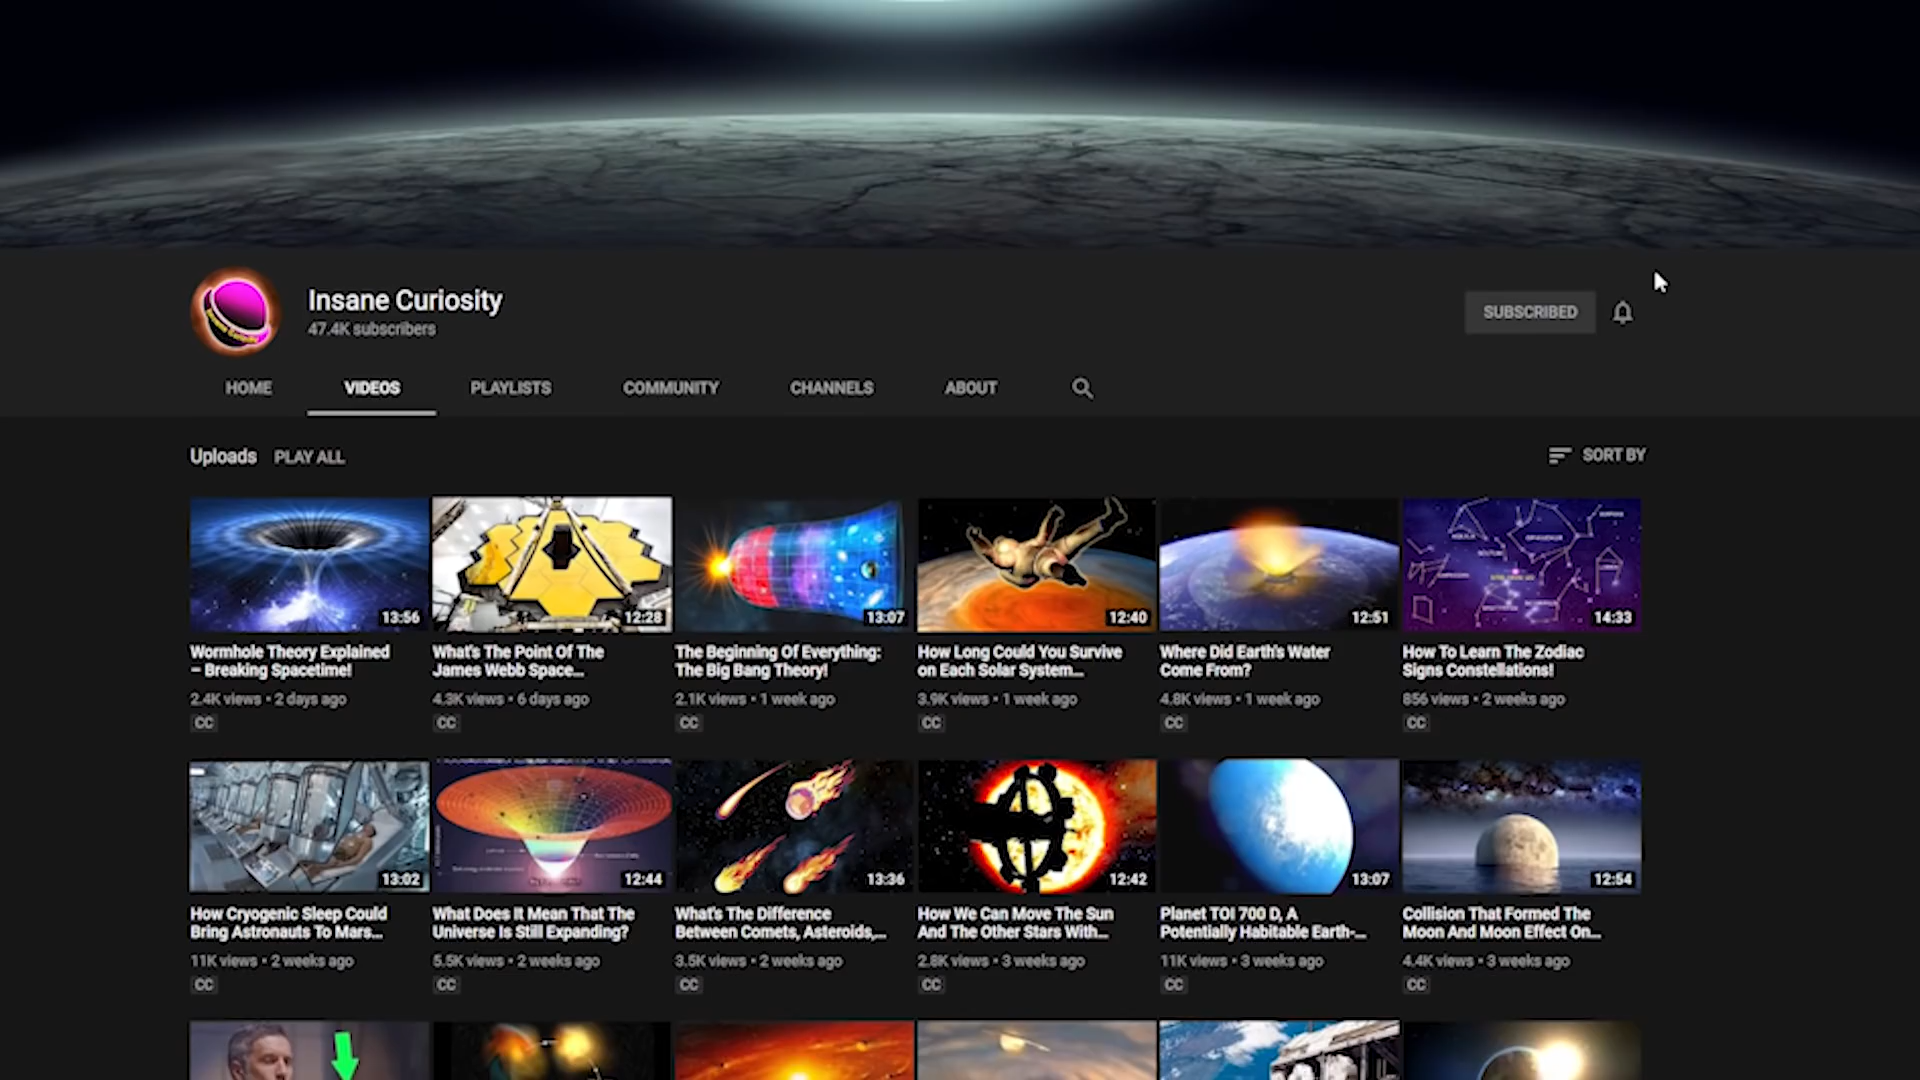 Insane Curiosity
47.4K subscribers
SUBSCRIBED
HOME VIDEOS PLAYLISTS COMMUNITY CHANNELS ABOUT
Uploads PLAY ALL
SORT BY
13:56
Wormhole Theory Explained
– Breaking Spacetime!
2.4K views • 2 days ago
CC
12:28
What's The Point Of The
James Webb Space...
4.3K views • 6 days ago
CC
13:07
The Beginning Of Everything:
The Big Bang Theory!
2.1K views • 1 week ago
CC
12:40
How Long Could You Survive
on Each Solar System...
3.9K views • 1 week ago
CC
12:51
Where Did Earth's Water
Come From?
4.8K views • 1 week ago
CC
14:33
How To Learn The Zodiac
Signs Constellations!
856 views • 2 weeks ago
CC
13:02
How Cryogenic Sleep Could
Bring Astronauts To Mars...
11K views • 2 weeks ago
CC
12:44
What Does It Mean That The
Universe Is Still Expanding?
5.5K views • 2 weeks ago
CC
13:36
What's The Difference
Between Comets, Asteroids,...
3.5K views • 2 weeks ago
CC
12:42
How We Can Move The Sun
And The Other Stars With...
2.8K views • 3 weeks ago
CC
13:07
Planet TOI 700 D, A
Potentially Habitable Earth-...
11K views • 3 weeks ago
CC
12:54
Collision That Formed The
Moon And Moon Effect On...
4.4K views • 3 weeks ago
CC